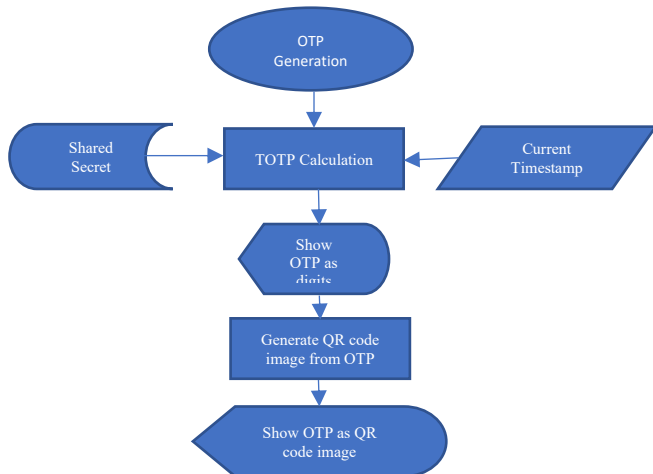 OTP
Generation
Shared
Secret
TOTP Calculation
Current
Timestamp
Show
OTP as
digits
Generate QR code
image from OTP
Show OTP as QR
code image